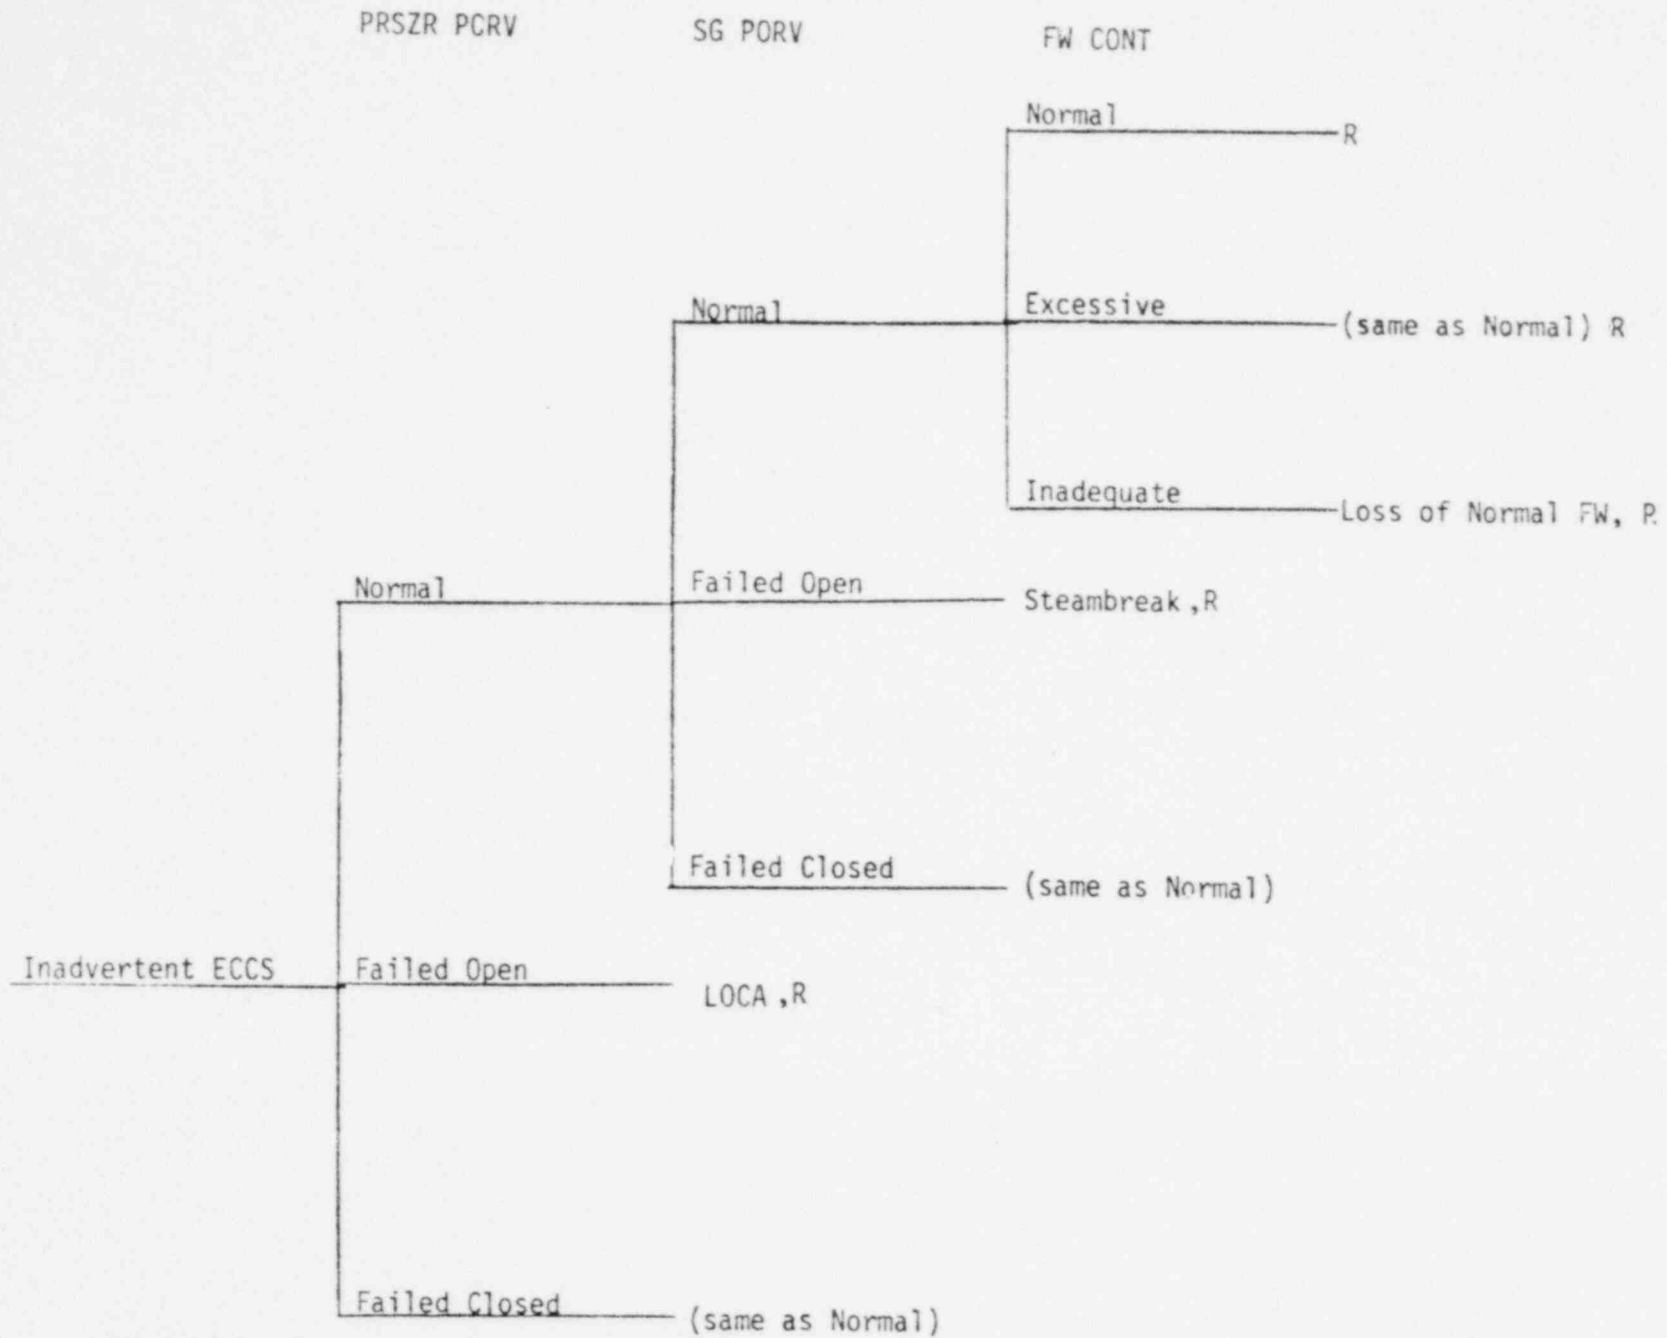 PRSZR PCRV
SG PORV
FW CONT
Normal
R
Normal
Excessive
(same as Normal) R
Inadequate
Loss of Normal FW, R
Normal
Failed Open
Steambreak ,R
Failed Closed
(same as Normal)
Inadvertent ECCS
Failed Open
LOCA ,R
Failed Closed
(same as Normal)